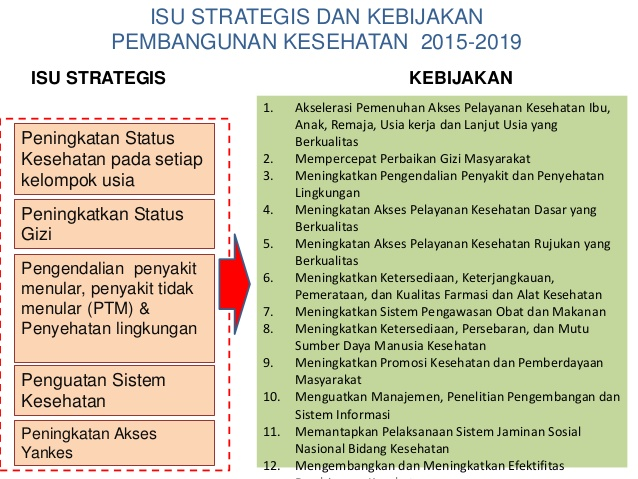 ISU STRATEGIS DAN KEBIJAKAN
PEMBANGUNAN KESEHATAN 2015-2019
ISU STRATEGIS
Peningkatan Status
Kesehatan pada setiap
kelompok usia
Peningkatkan Status
Gizi
Pengendalian penyakit
menular, penyakit tidak
menular (PTM) &
Penyehatan lingkungan
Penguatan Sistem
Kesehatan
Peningkatan Akses
Yankes
KEBIJAKAN
1. Akselerasi Pemenuhan Akses Pelayanan Kesehatan Ibu,
Anak, Remaja, Usia kerja dan Lanjut Usia yang
Berkualitas
2. Mempercepat Perbaikan Gizi Masyarakat
3. Meningkatkan Pengendalian Penyakit dan Penyehatan
Lingkungan
4. Meningkatan Akses Pelayanan Kesehatan Dasar yang
Berkualitas
5. Meningkatan Akses Pelayanan Kesehatan Rujukan yang
Berkualitas
6. Meningkatkan Ketersediaan, Keterjangkauan,
Pemerataan, dan Kualitas Farmasi dan Alat Kesehatan
7. Meningkatkan Sistem Pengawasan Obat dan Makanan
8. Meningkatkan Ketersediaan, Persebaran, dan Mutu
Sumber Daya Manusia Kesehatan
9. Meningkatkan Promosi Kesehatan dan Pemberdayaan
Masyarakat
10. Menguatkan Manajemen, Penelitian Pengembangan dan
Sistem Informasi
11. Memantapkan Pelaksanaan Sistem Jaminan Sosial
Nasional Bidang Kesehatan
12. Mengembangkan dan Meningkatkan Efektifitas